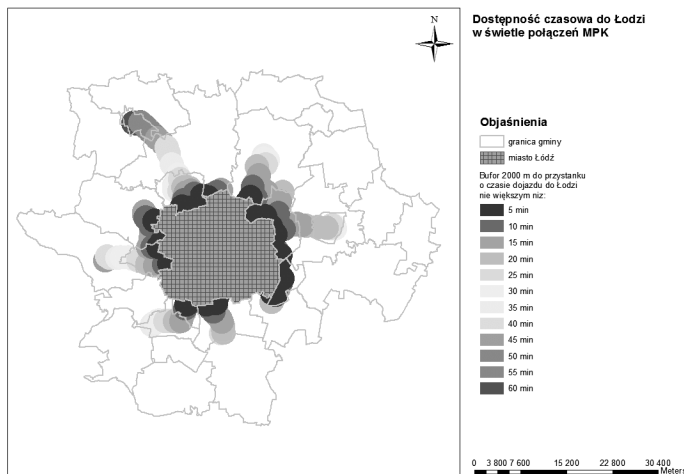 N
Dostępność czasowa do Łodzi
w świetle połączeń MPK
Objaśnienia
granica gminy
miasto Łódź
Bufor 2000 m do przystanku
o czasie dojazdu do Łodzi
nie większym niż:
5 min
10 min
15 min
20 min
25 min
30 min
35 min
40 min
45 min
50 min
55 min
60 min
0 3 800 7 600 15 200 22 800 30 400
Meters